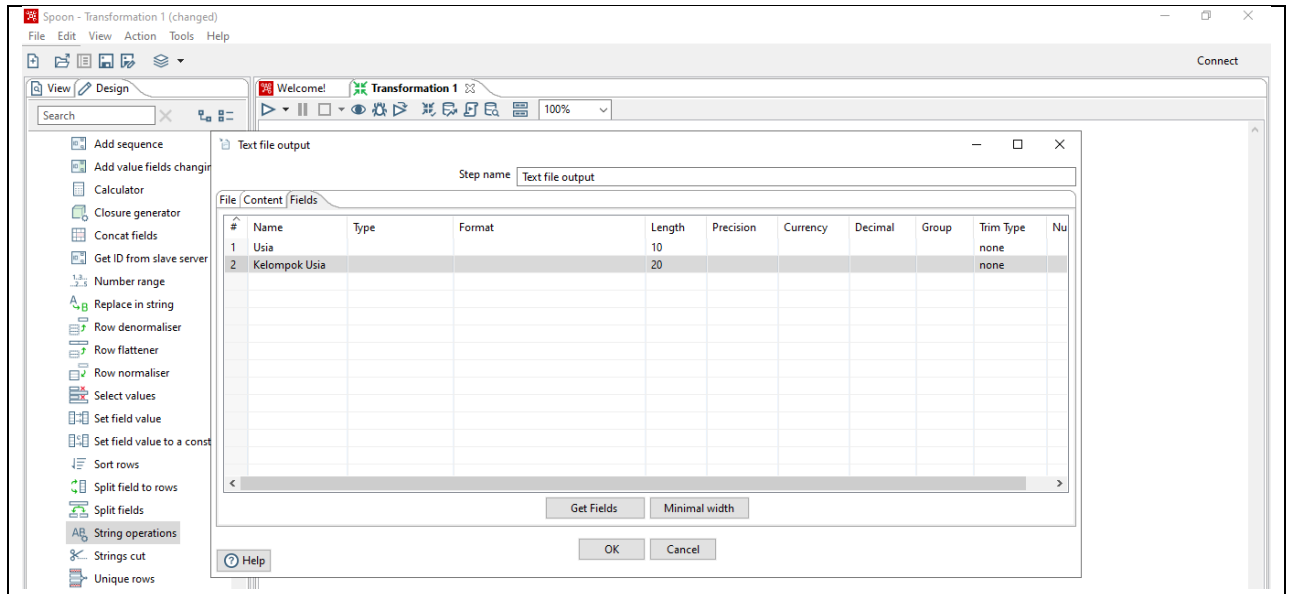 Spoon - Transformation 1 (changed)
File Edit View Action Tools Help
Connect
View Design
Welcome! Transformation 1
Search
100%
Add sequence
Add value fields changin
Calculator
Closure generator
Concat fields
Get ID from slave server
Number range
Replace in string
Row denormaliser
Row flattener
Row normaliser
Select values
Set field value
Set field value to a const
Sort rows
Split field to rows
Split fields
String operations
Strings cut
Unique rows
Text file output
Step name Text file output
File Content Fields
# Name Type Format Length Precision Currency Decimal Group Trim Type Nu
1 Usia 10 none
2 Kelompok Usia 20 none
Get Fields Minimal width
OK Cancel
Help